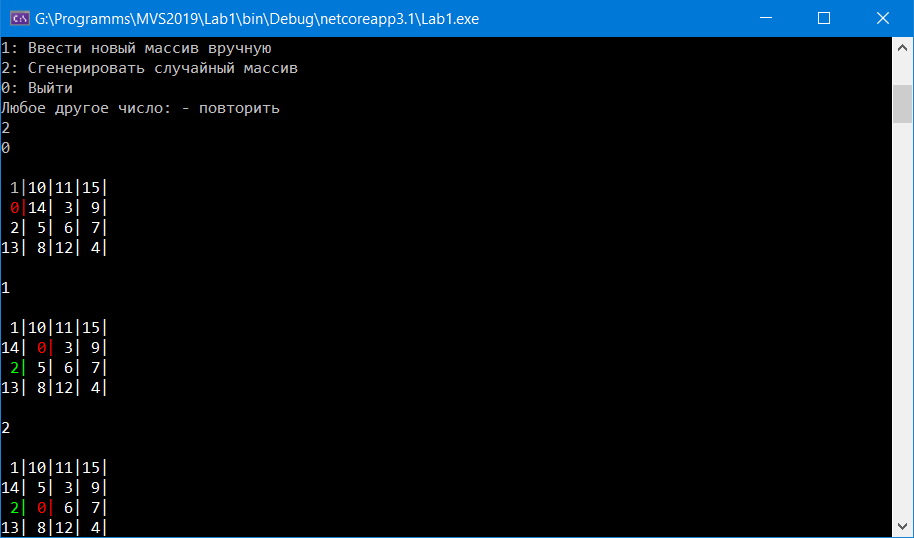 G:\Programms\MVS2019\Lab1\bin\Debug\netcoreapp3.1\Lab1.exe
1: Ввести новый массив вручную
2: Сгенерировать случайный массив
0: Выйти
Любое другое число: - повторить
2
0
 1|10|11|15|
 0|14| 3| 9|
 2| 5| 6| 7|
13| 8|12| 4|
1
 1|10|11|15|
14| 0| 3| 9|
 2| 5| 6| 7|
13| 8|12| 4|
2
 1|10|11|15|
14| 5| 3| 9|
 2| 0| 6| 7|
13| 8|12| 4|